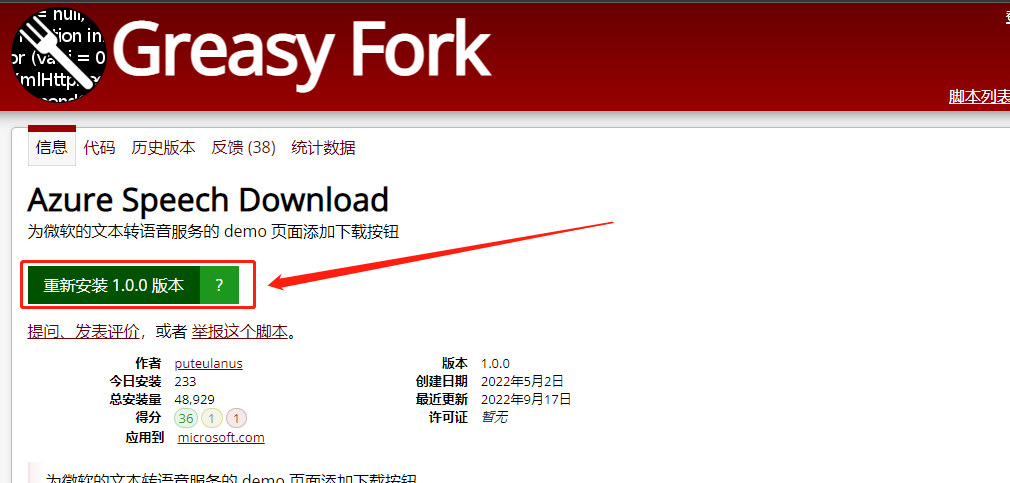 = null,
ction in
or (va i = 0
XmlHttp
Greasy Fork
脚本列表
信息 代码 历史版本 反馈 (38) 统计数据
Azure Speech Download
为微软的文本转语音服务的 demo 页面添加下载按钮
重新安装 1.0.0 版本 ?
提问、发表评价，或者 举报这个脚本。
作者 puteulanus 版本 1.0.0
今日安装 233 创建日期 2022年5月2日
总安装量 48,929 最近更新 2022年9月17日
得分 36 1 1 许可证 暂无
应用到 microsoft.com
为微软的文本转语音服务的 demo 页面添加下载按钮